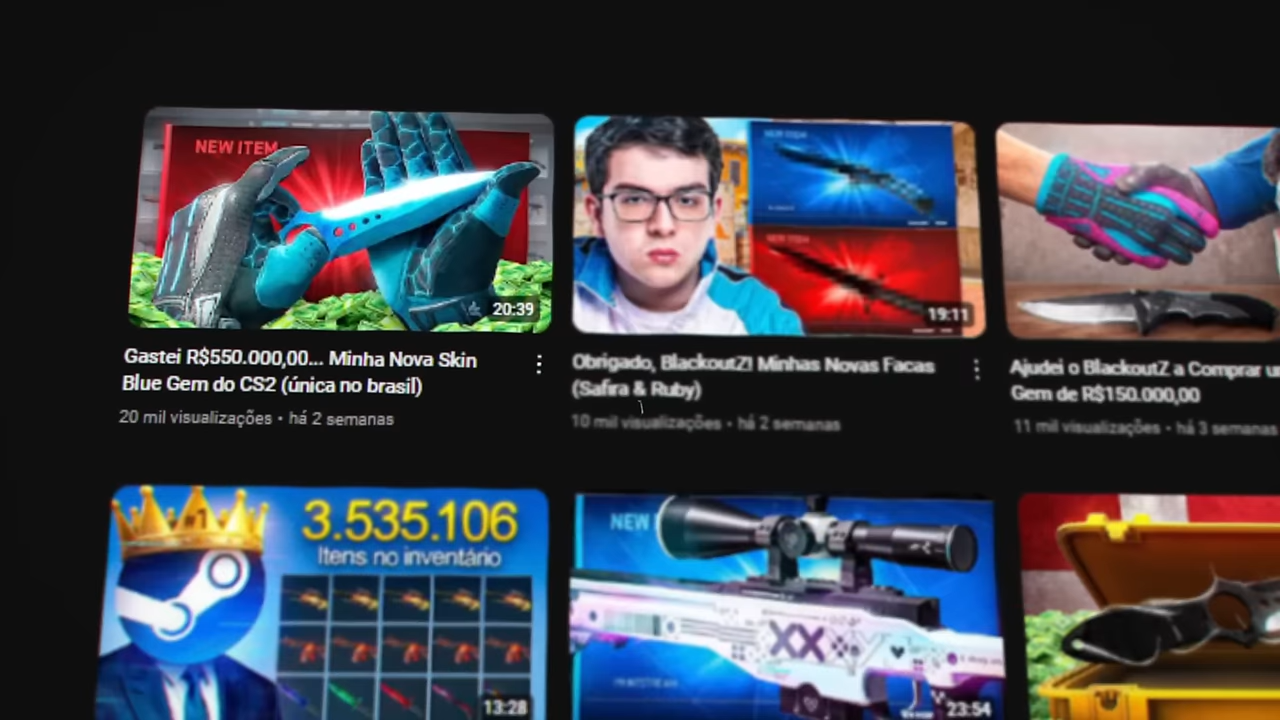 NEW ITEM
20:39
19:11
Gastei R$550.000,00... Minha Nova Skin
Blue Gem do CS2 (única no brasil)
20 mil visualizações • há 2 semanas
Obrigado, BlackoutZ! Minhas Novas Facas
(Safira & Ruby)
10 mil visualizações • há 2 semanas
Ajudei o BlackoutZ a Comprar
Gem de R$150.000,00
11 mil visualizações • há 3 semanas
#1
3.535.106
Itens no inventário
13:28
NEW
XX
23:54